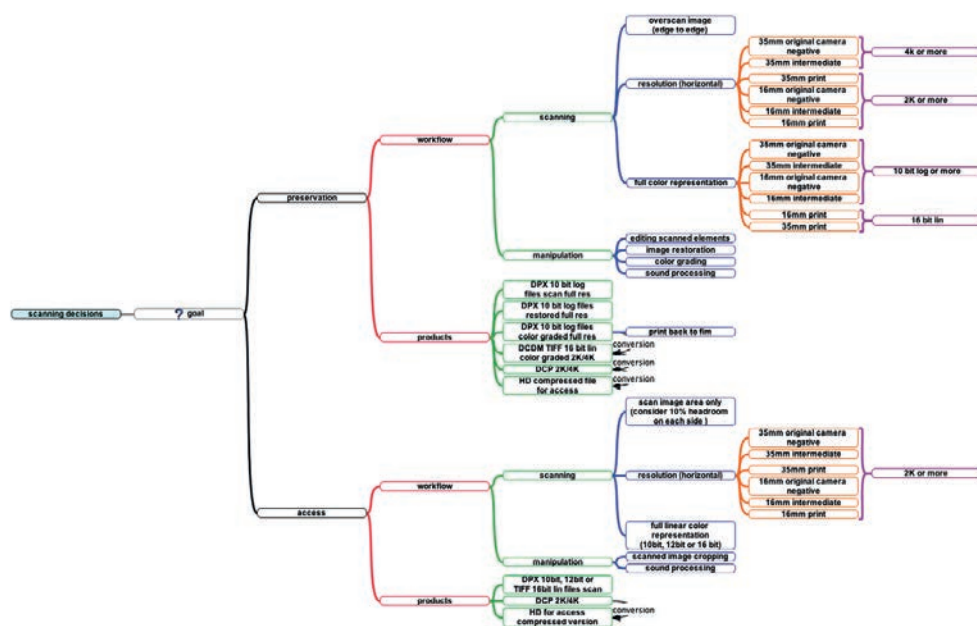 overscan image
(edge to edge)
35mm original camera
negative
35mm intermediate
4k or more
resolution (horizontal)
35mm print
16mm original camera
negative
16mm intermediate
16mm print
2K or more
scanning
workflow
35mm original camera
negative
35mm intermediate
16mm original camera
negative
16mm intermediate
10 bit log or more
full color representation
16mm print
35mm print
16 bit lin
preservation
manipulation
editing scanned elements
image restoration
color grading
sound processing
scanning decisions
? goal
products
DPX 10 bit log
files scan full res
DPX 10 bit log files
restored full res
DPX 10 bit log files
color graded full res
print back to fim
DCDM TIFF 16 bit lin
color graded 2K/4K
conversion
DCP 2K/4K
conversion
HD compressed file
for access
conversion
scan image area only
(consider 10% headroom
on each side )
35mm original camera
negative
35mm intermediate
35mm print
16mm original camera
negative
16mm intermediate
16mm print
2K or more
resolution (horizontal)
scanning
workflow
access
full linear color
representation
(10bit, 12bit or 16 bit)
manipulation
scanned image cropping
sound processing
products
DPX 10bit, 12bit or
TIFF 16bit lin files scan
DCP 2K/4K
HD for access
compressed version
conversion